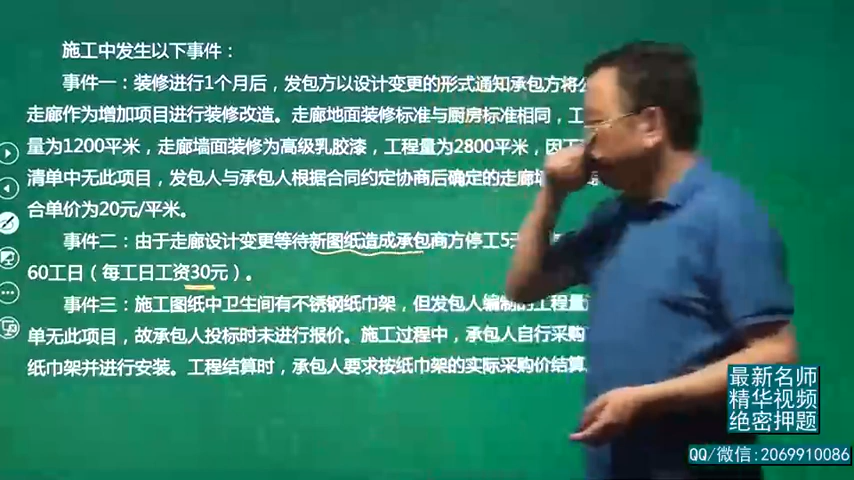 施工中发生以下事件：
事件一：装修进行1个月后，发包方以设计变更的形式通知承包方将
走廊作为增加项目进行装修改造。走廊地面装修标准与厨房标准相同，工
量为1200平米，走廊墙面装修为高级乳胶漆，工程量为2800平米，因
清单中无此项目，发包人与承包人根据合同约定协商后确定的走廊
合单价为20元/平米。
事件二：由于走廊设计变更等待新图纸造成承包商方停工5
60工日（每工日工资30元）。
事件三：施工图纸中卫生间有不锈钢纸巾架，但发包人编制的工程量
单无此项目，故承包人投标时未进行报价。施工过程中，承包人自行采购
纸巾架并进行安装。工程结算时，承包人要求按纸巾架的实际采购价结算
最新名师
精华视频
绝密押题
QQ/微信:2069910086